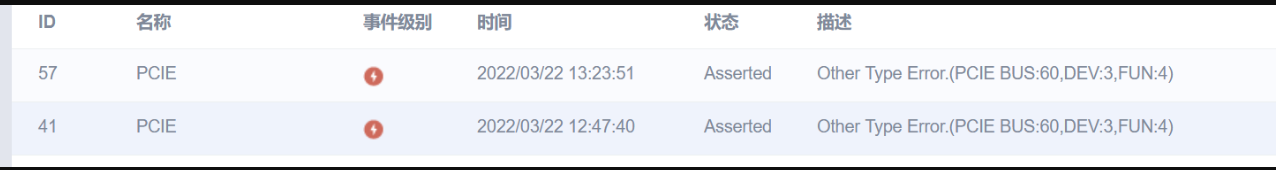 ID 名称 事件级别 时间 状态 描述
57 PCIE 2022/03/22 13:23:51 Asserted Other Type Error.(PCIE BUS:60,DEV:3,FUN:4)
41 PCIE 2022/03/22 12:47:40 Asserted Other Type Error.(PCIE BUS:60,DEV:3,FUN:4)